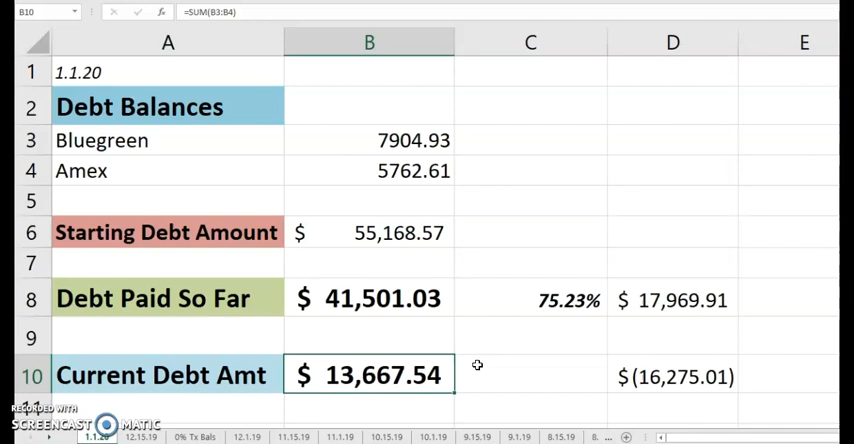 B10 fx =SUM(B3:B4)
A B C D E
1 1.1.20
2 Debt Balances
3 Bluegreen 7904.93
4 Amex 5762.61
5
6 Starting Debt Amount $ 55,168.57
7
8 Debt Paid So Far $ 41,501.03 75.23% $ 17,969.91
9
10 Current Debt Amt $ 13,667.54 $(16,275.01)
11
RECORDED WITH
SCREENCAST MATIC
1.1.20 12.15.19 0% Tx Bals 12.1.19 11.15.19 11.1.19 10.15.19 10.1.19 9.15.19 9.1.19 8.15.19 8. ...